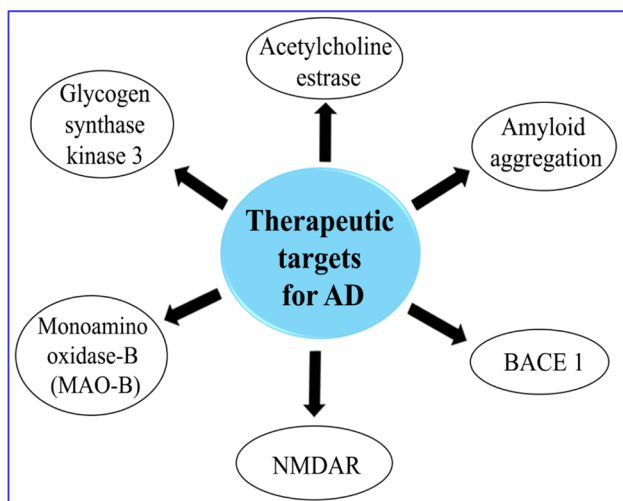 Acetylcholine
estrase
Glycogen
synthase
kinase 3
Amyloid
aggregation
Therapeutic
targets
for AD
Monoamino
oxidase-B
(MAO-B)
BACE 1
NMDAR